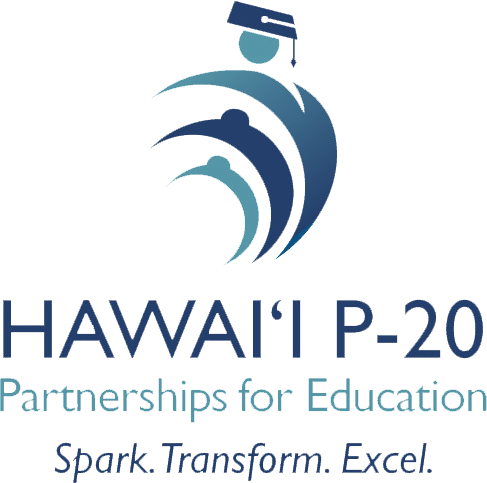 HAWAIʻI P-20
Partnerships for Education
Spark. Transform. Excel.